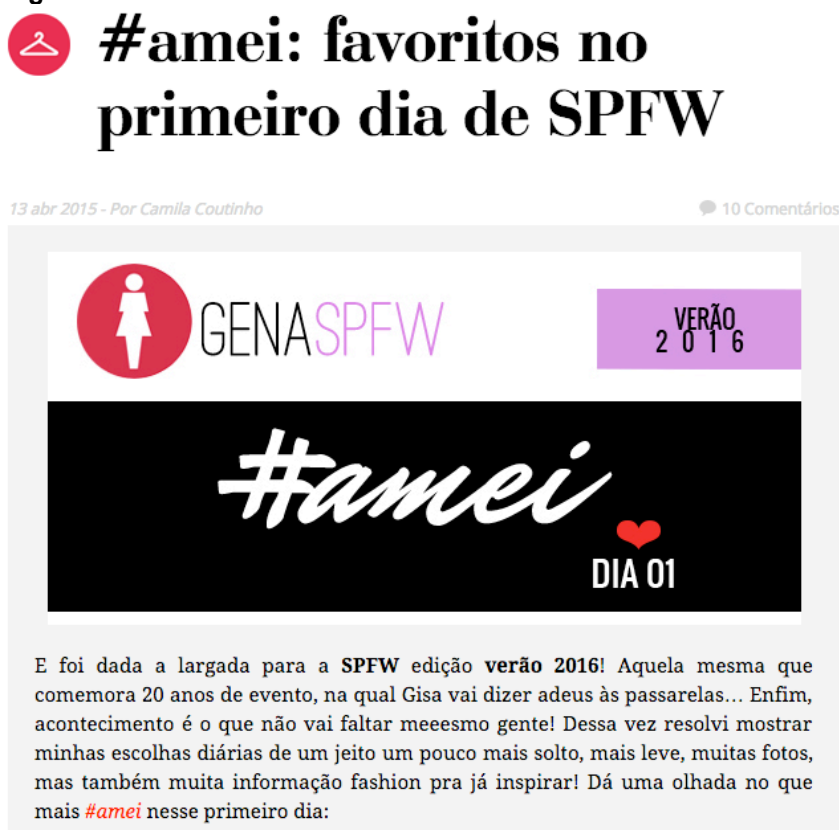 #amei: favoritos no
primeiro dia de SPFW
13 abr 2015 - Por Camila Coutinho
10 Comentários
GENASPFW
VERÃO
2016
#amei
DIA 01
E foi dada a largada para a SPFW edição verão 2016! Aquela mesma que
comemora 20 anos de evento, na qual Gisa vai dizer adeus às passarelas… Enfim,
acontecimento é o que não vai faltar meeesmo gente! Dessa vez resolvi mostrar
minhas escolhas diárias de um jeito um pouco mais solto, mais leve, muitas fotos,
mas também muita informação fashion pra já inspirar! Dá uma olhada no que
mais #amei nesse primeiro dia: